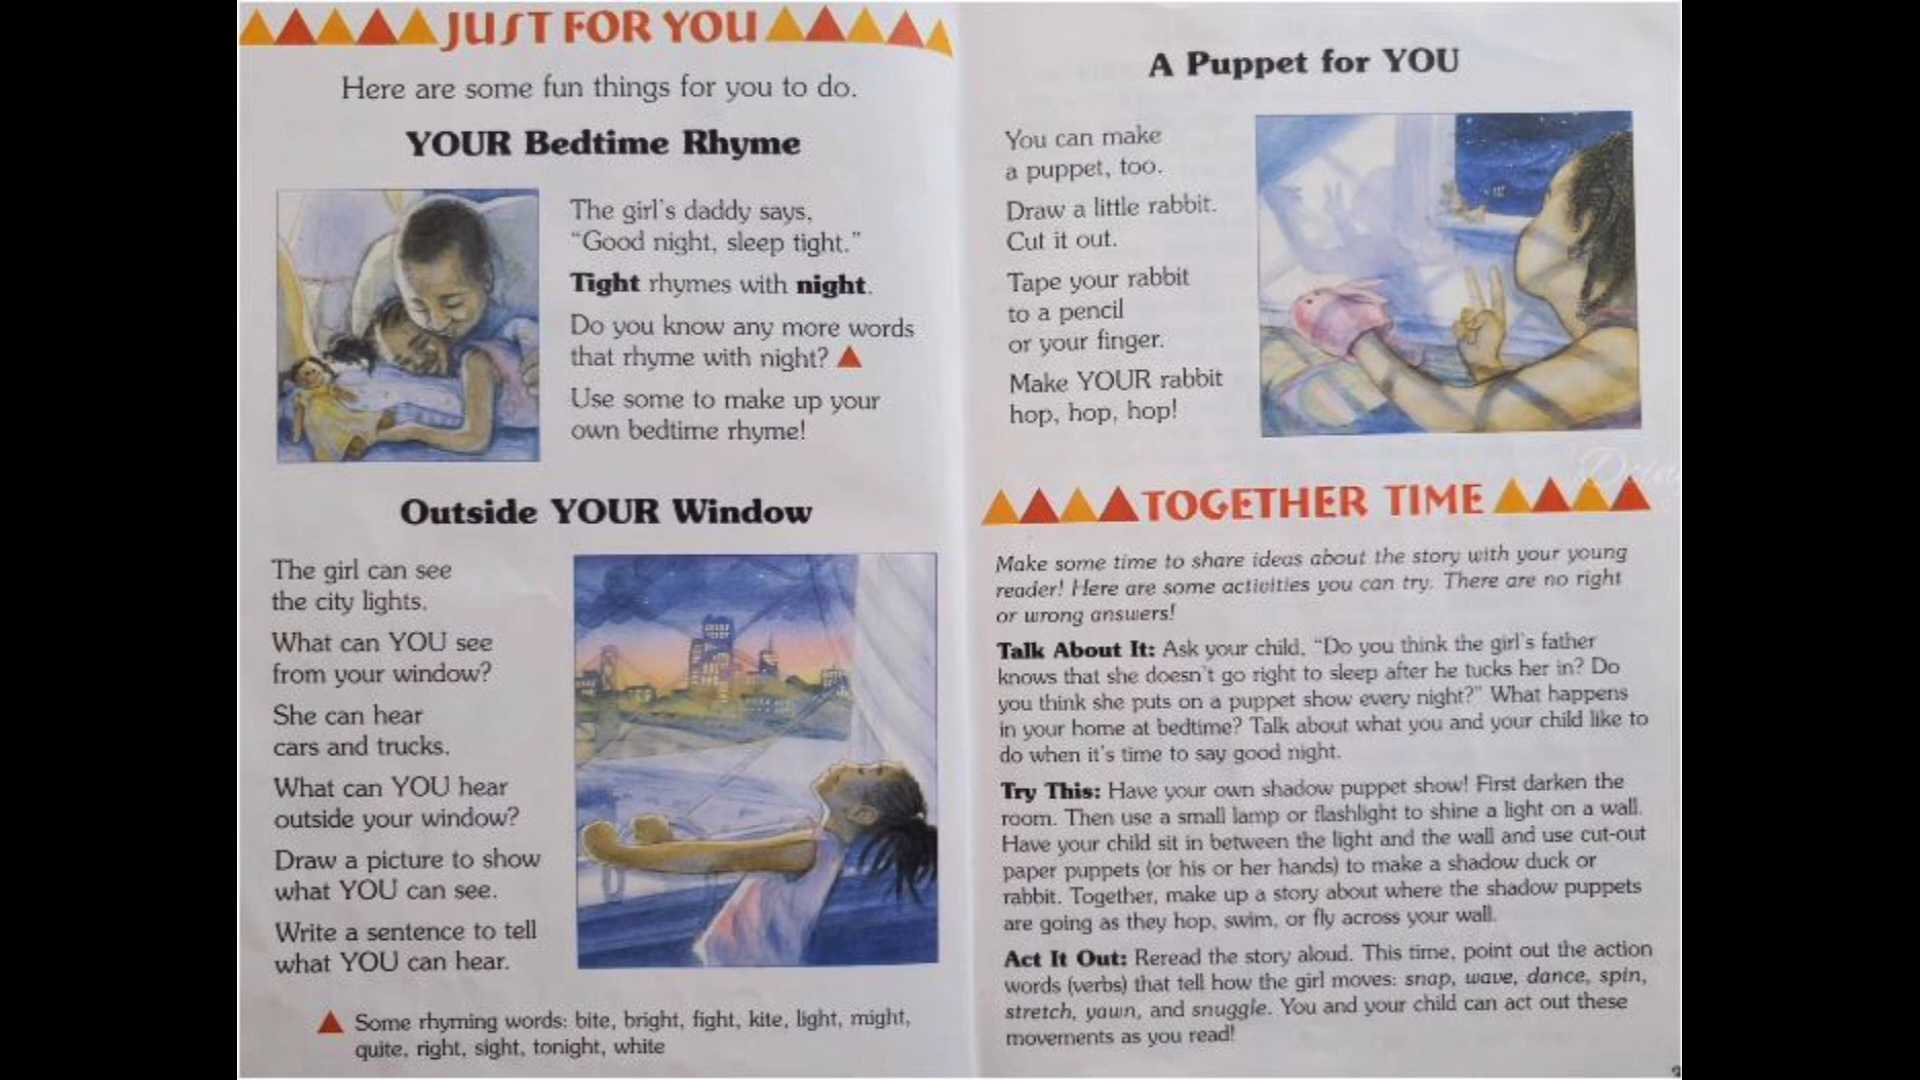 JUST FOR YOU
Here are some fun things for you to do.
YOUR Bedtime Rhyme
The girl's daddy says,
"Good night, sleep tight."
Tight rhymes with night.
Do you know any more words
that rhyme with night?
Use some to make up your
own bedtime rhyme!
Outside YOUR Window
The girl can see
the city lights.
What can YOU see
from your window?
She can hear
cars and trucks.
What can YOU hear
outside your window?
Draw a picture to show
what YOU can see.
Write a sentence to tell
what YOU can hear.
Some rhyming words: bite, bright, fight, kite, light, might,
quite, right, sight, tonight, white
A Puppet for YOU
You can make
a puppet, too.
Draw a little rabbit.
Cut it out.
Tape your rabbit
to a pencil
or your finger.
Make YOUR rabbit
hop, hop, hop!
TOGETHER TIME
Make some time to share ideas about the story with your young
reader! Here are some activities you can try. There are no right
or wrong answers!
Talk About It: Ask your child, "Do you think the girl's father
knows that she doesn't go right to sleep after he tucks her in? Do
you think she puts on a puppet show every night?" What happens
in your home at bedtime? Talk about what you and your child like to
do when it's time to say good night.
Try This: Have your own shadow puppet show! First darken the
room. Then use a small lamp or flashlight to shine a light on a wall.
Have your child sit in between the light and the wall and use cut-out
paper puppets (or his or her hands) to make a shadow duck or
rabbit. Together, make up a story about where the shadow puppets
are going as they hop, swim, or fly across your wall.
Act It Out: Reread the story aloud. This time, point out the action
words (verbs) that tell how the girl moves: snap, wave, dance, spin,
stretch, yawn, and snuggle. You and your child can act out these
movements as you read!